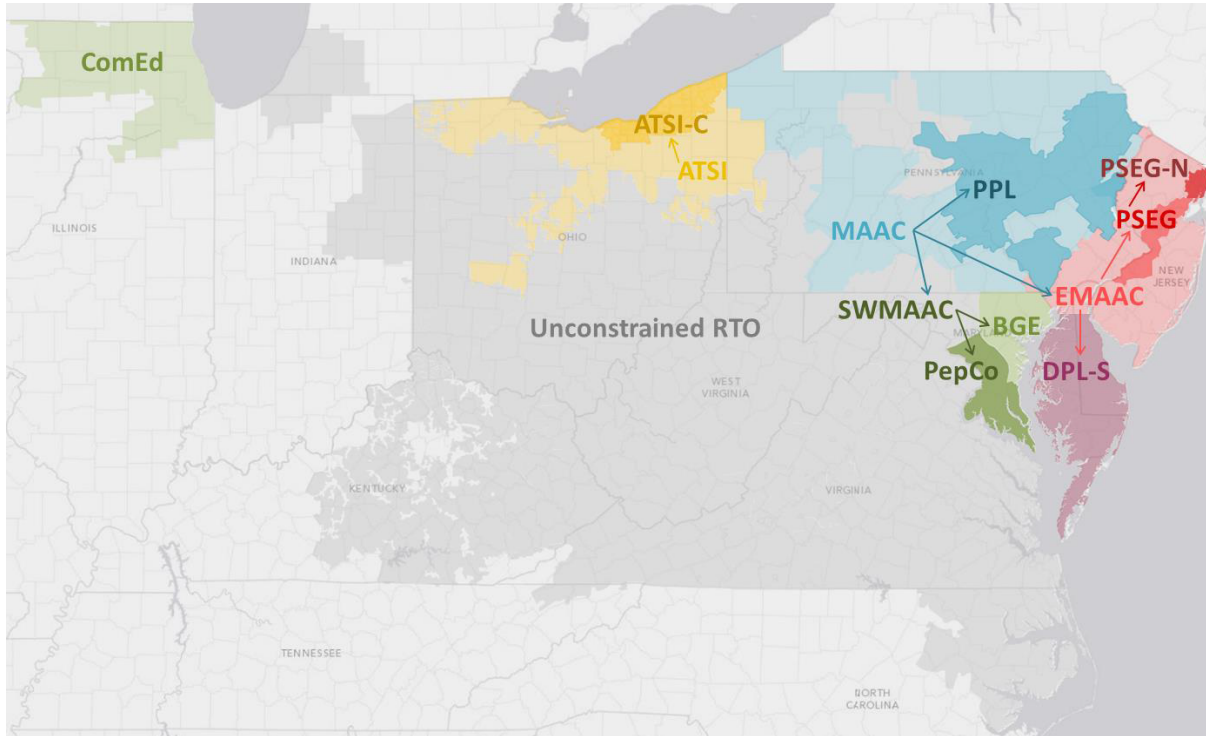 ComEd
ATSI-C
ATSI
PSEG-N
PENNSYLVANIA
PPL
PSEG
ILLINOIS
OHIO
MAAC
INDIANA
NEW
JERSEY
EMAAC
SWMAAC
Unconstrained RTO
BGE
MARYLAND
PepCo
DPL-S
WEST
VIRGINIA
KENTUCKY
VIRGINIA
TENNESSEE
NORTH
CAROLINA